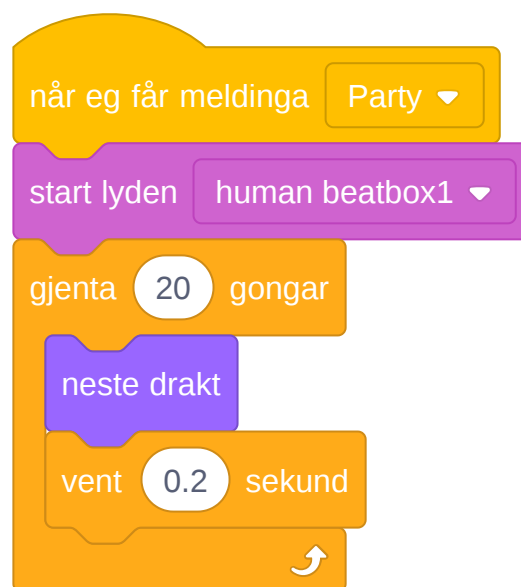 når eg får meldinga Party
start lyden human beatbox1
gjenta 20 gongar
neste drakt
vent 0.2 sekund